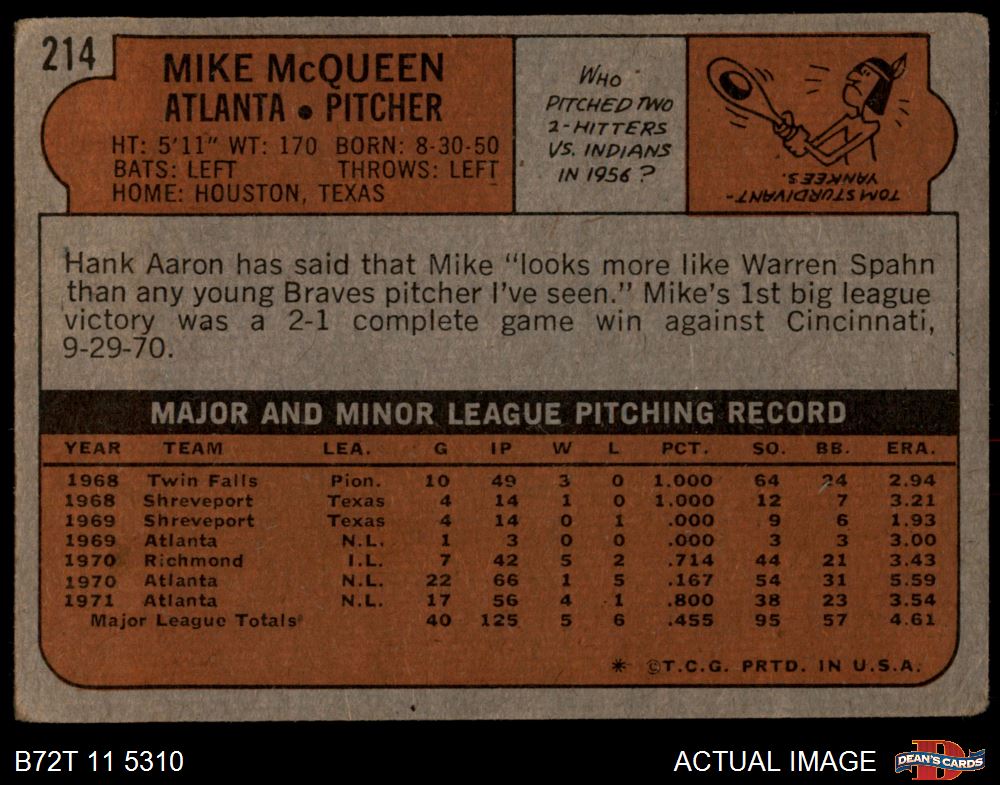 214
MIKE McQUEEN
ATLANTA • PITCHER
HT: 5'11" WT: 170 BORN: 8-30-50
BATS: LEFT THROWS: LEFT
HOME: HOUSTON, TEXAS
WHO
PITCHED TWO
2-HITTERS
VS. INDIANS
IN 1956?
TOM STURDIVANT-
YANKEES.
Hank Aaron has said that Mike "looks more like Warren Spahn
than any young Braves pitcher I've seen." Mike's 1st big league
victory was a 2-1 complete game win against Cincinnati,
9-29-70.
MAJOR AND MINOR LEAGUE PITCHING RECORD
YEAR TEAM LEA. G IP W L PCT. SO. BB. ERA.
1968 Twin Falls Pion. 10 49 3 0 1.000 64 24 2.94
1968 Shreveport Texas 4 14 1 0 1.000 12 7 3.21
1969 Shreveport Texas 4 14 0 1 .000 9 6 1.93
1969 Atlanta N.L. 1 3 0 0 .000 3 3 3.00
1970 Richmond I.L. 7 42 5 2 .714 44 21 3.43
1970 Atlanta N.L. 22 66 1 5 .167 54 31 5.59
1971 Atlanta N.L. 17 56 4 1 .800 38 23 3.54
Major League Totals 40 125 5 6 .455 95 57 4.61
* ©T.C.G. PRTD. IN U.S.A.
B72T 11 5310
ACTUAL IMAGE
DEAN'S CARDS